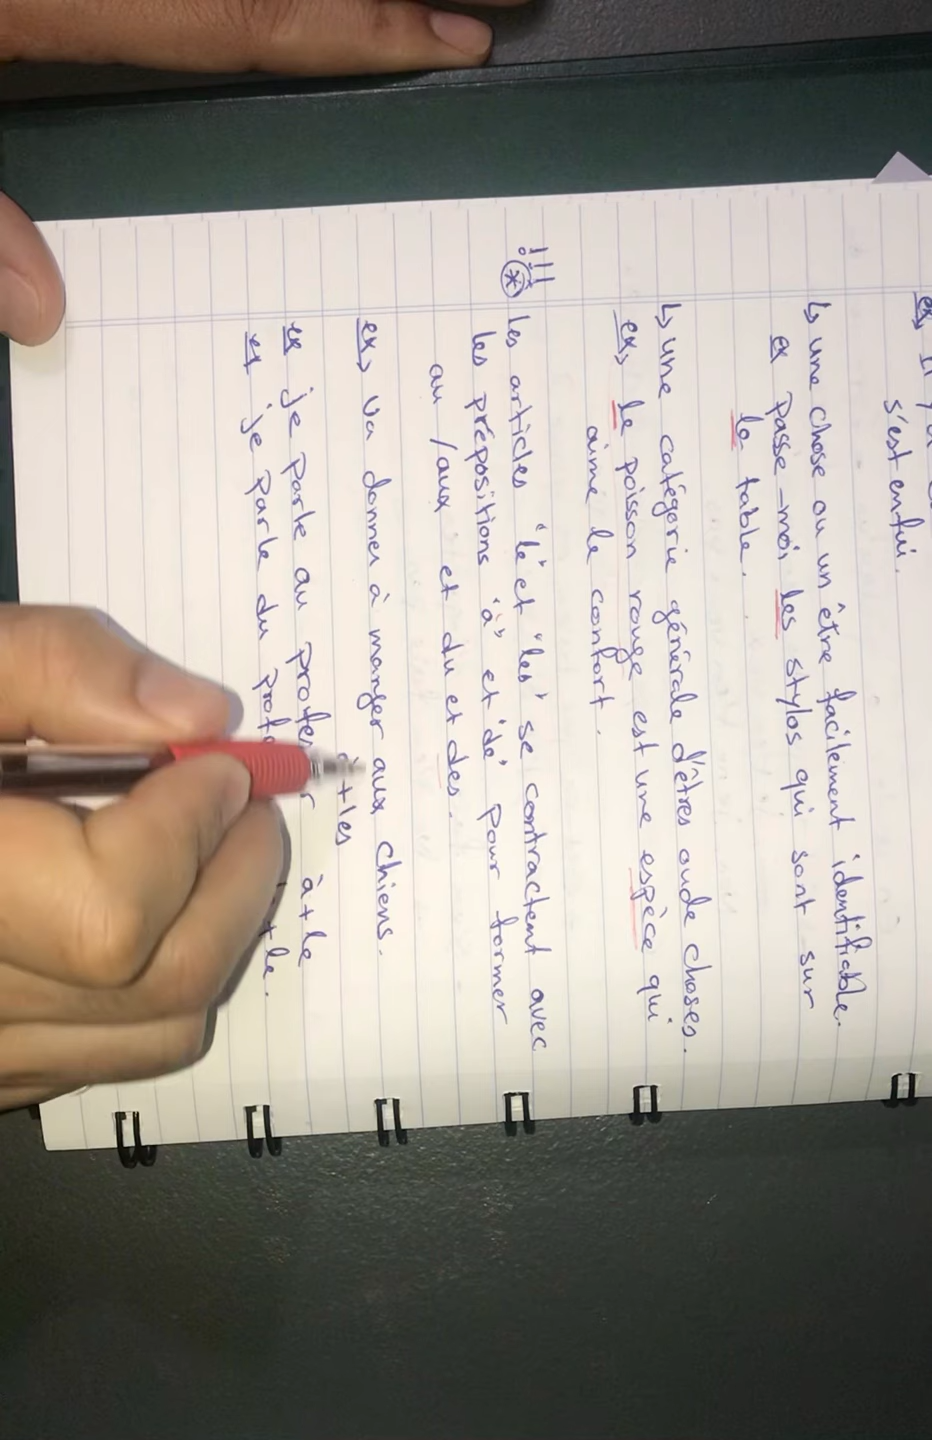 s'est enfui.
↳ une chose ou un être facilement identifiable.
ex passe-moi les stylos qui sont sur
la table.
↳ une catégorie générale d'êtres oude choses.
ex, le poisson rouge est une espèce qui
aime le confort.
!!! * les articles "le" et "les" se contractent avec
les prépositions "à" et "de" pour former
au / aux et du et des.
ex, va donner à manger aux chiens.
à+les
ex je parle au à+le
ex je parle du +le.